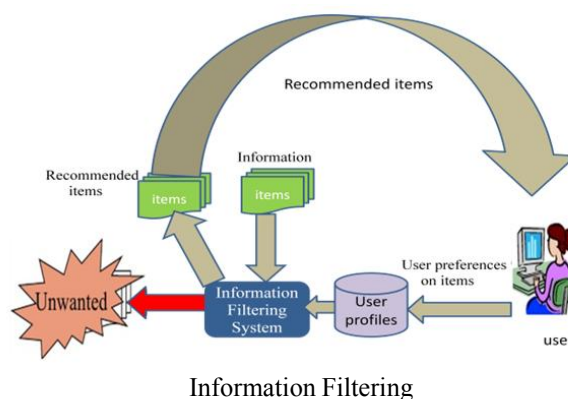 Recommended items
Information
Recommended
items
items
items
User preferences
on items
Unwanted
Information
Filtering
System
User
profiles
use
Information Filtering